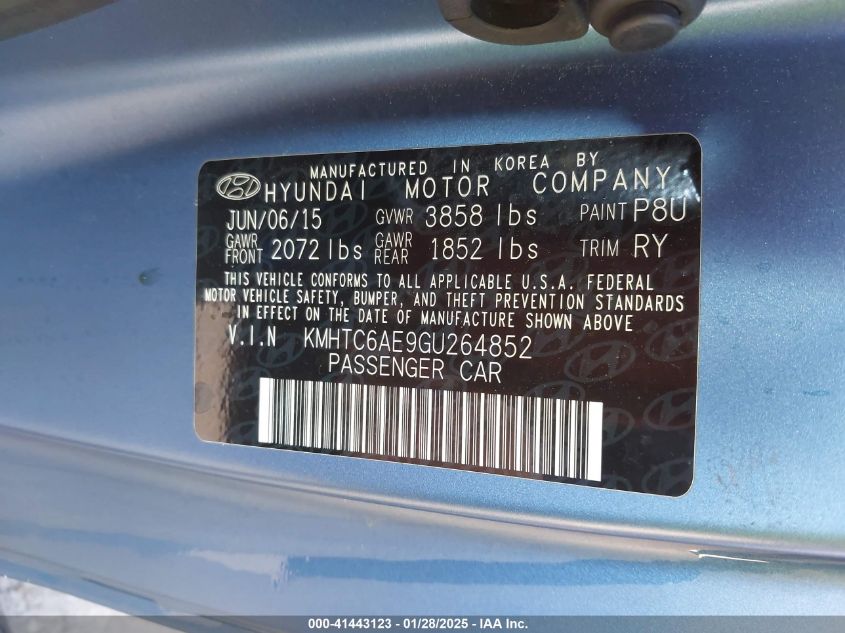 MANUFACTURED IN KOREA BY
HYUNDAI MOTOR COMPANY
JUN/06/15 GVWR 3858 lbs PAINT P8U
GAWR FRONT 2072 lbs GAWR REAR 1852 lbs TRIM RY
THIS VEHICLE CONFORMS TO ALL APPLICABLE U.S.A. FEDERAL
MOTOR VEHICLE SAFETY, BUMPER, AND THEFT PREVENTION STANDARDS
IN EFFECT ON THE DATE OF MANUFACTURE SHOWN ABOVE
V.I.N KMHTC6AE9GU264852
PASSENGER CAR
000-41443123 | 01/28/2025 - IAA Inc.